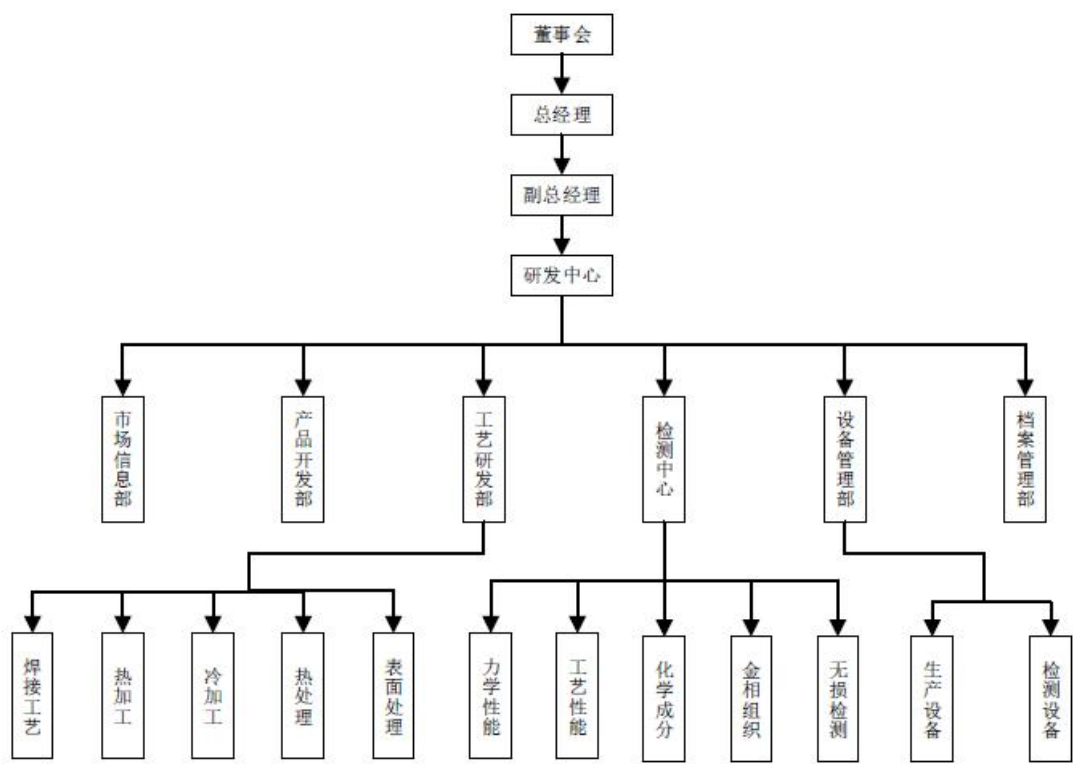 董事会
总经理
副总经理
研发中心
市场信息部
产品开发部
工艺研发部
检测中心
设备管理部
档案管理部
焊接工艺
热加工
冷加工
热处理
表面处理
力学性能
工艺性能
化学成分
金相组织
无损检测
生产设备
检测设备